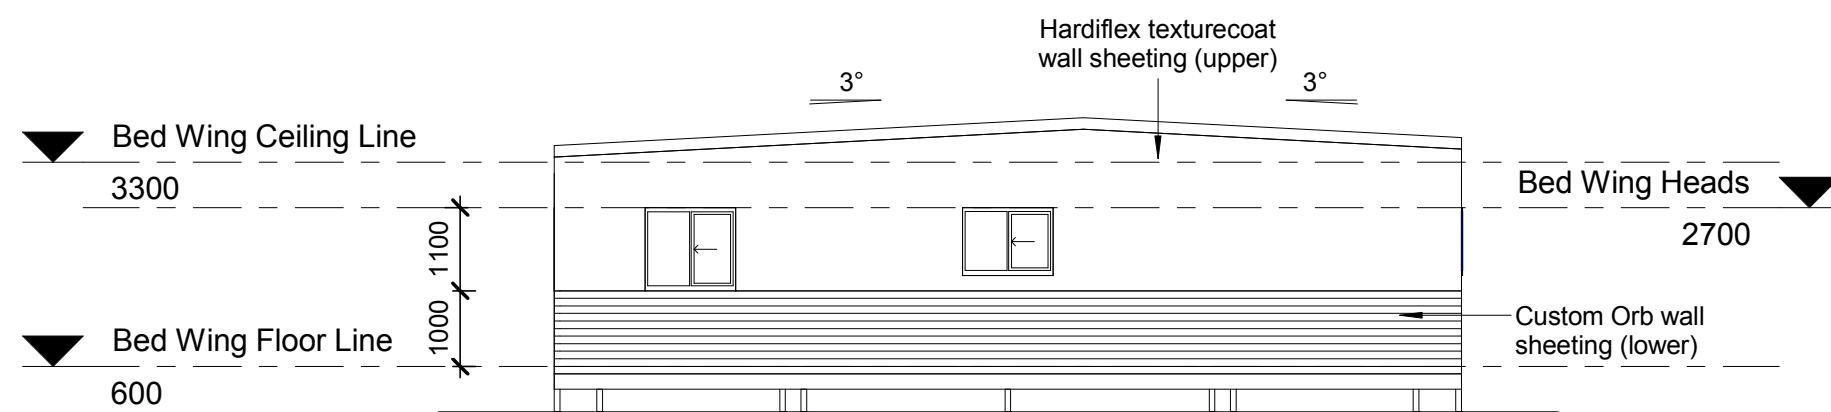 Hardiflex texturecoat
wall sheeting (upper)
3°
3°
Bed Wing Ceiling Line
3300
Bed Wing Heads
2700
1100
1000
Custom Orb wall
sheeting (lower)
Bed Wing Floor Line
600